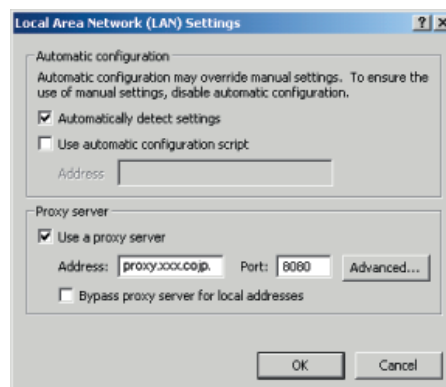 Local Area Network (LAN) Settings
Automatic configuration
Automatic configuration may override manual settings. To ensure the
use of manual settings, disable automatic configuration.
Automatically detect settings
Use automatic configuration script
Address
Proxy server
Use a proxy server
Address: proxy.xxx.cojp. Port: 8080 Advanced...
Bypass proxy server for local addresses
OK Cancel